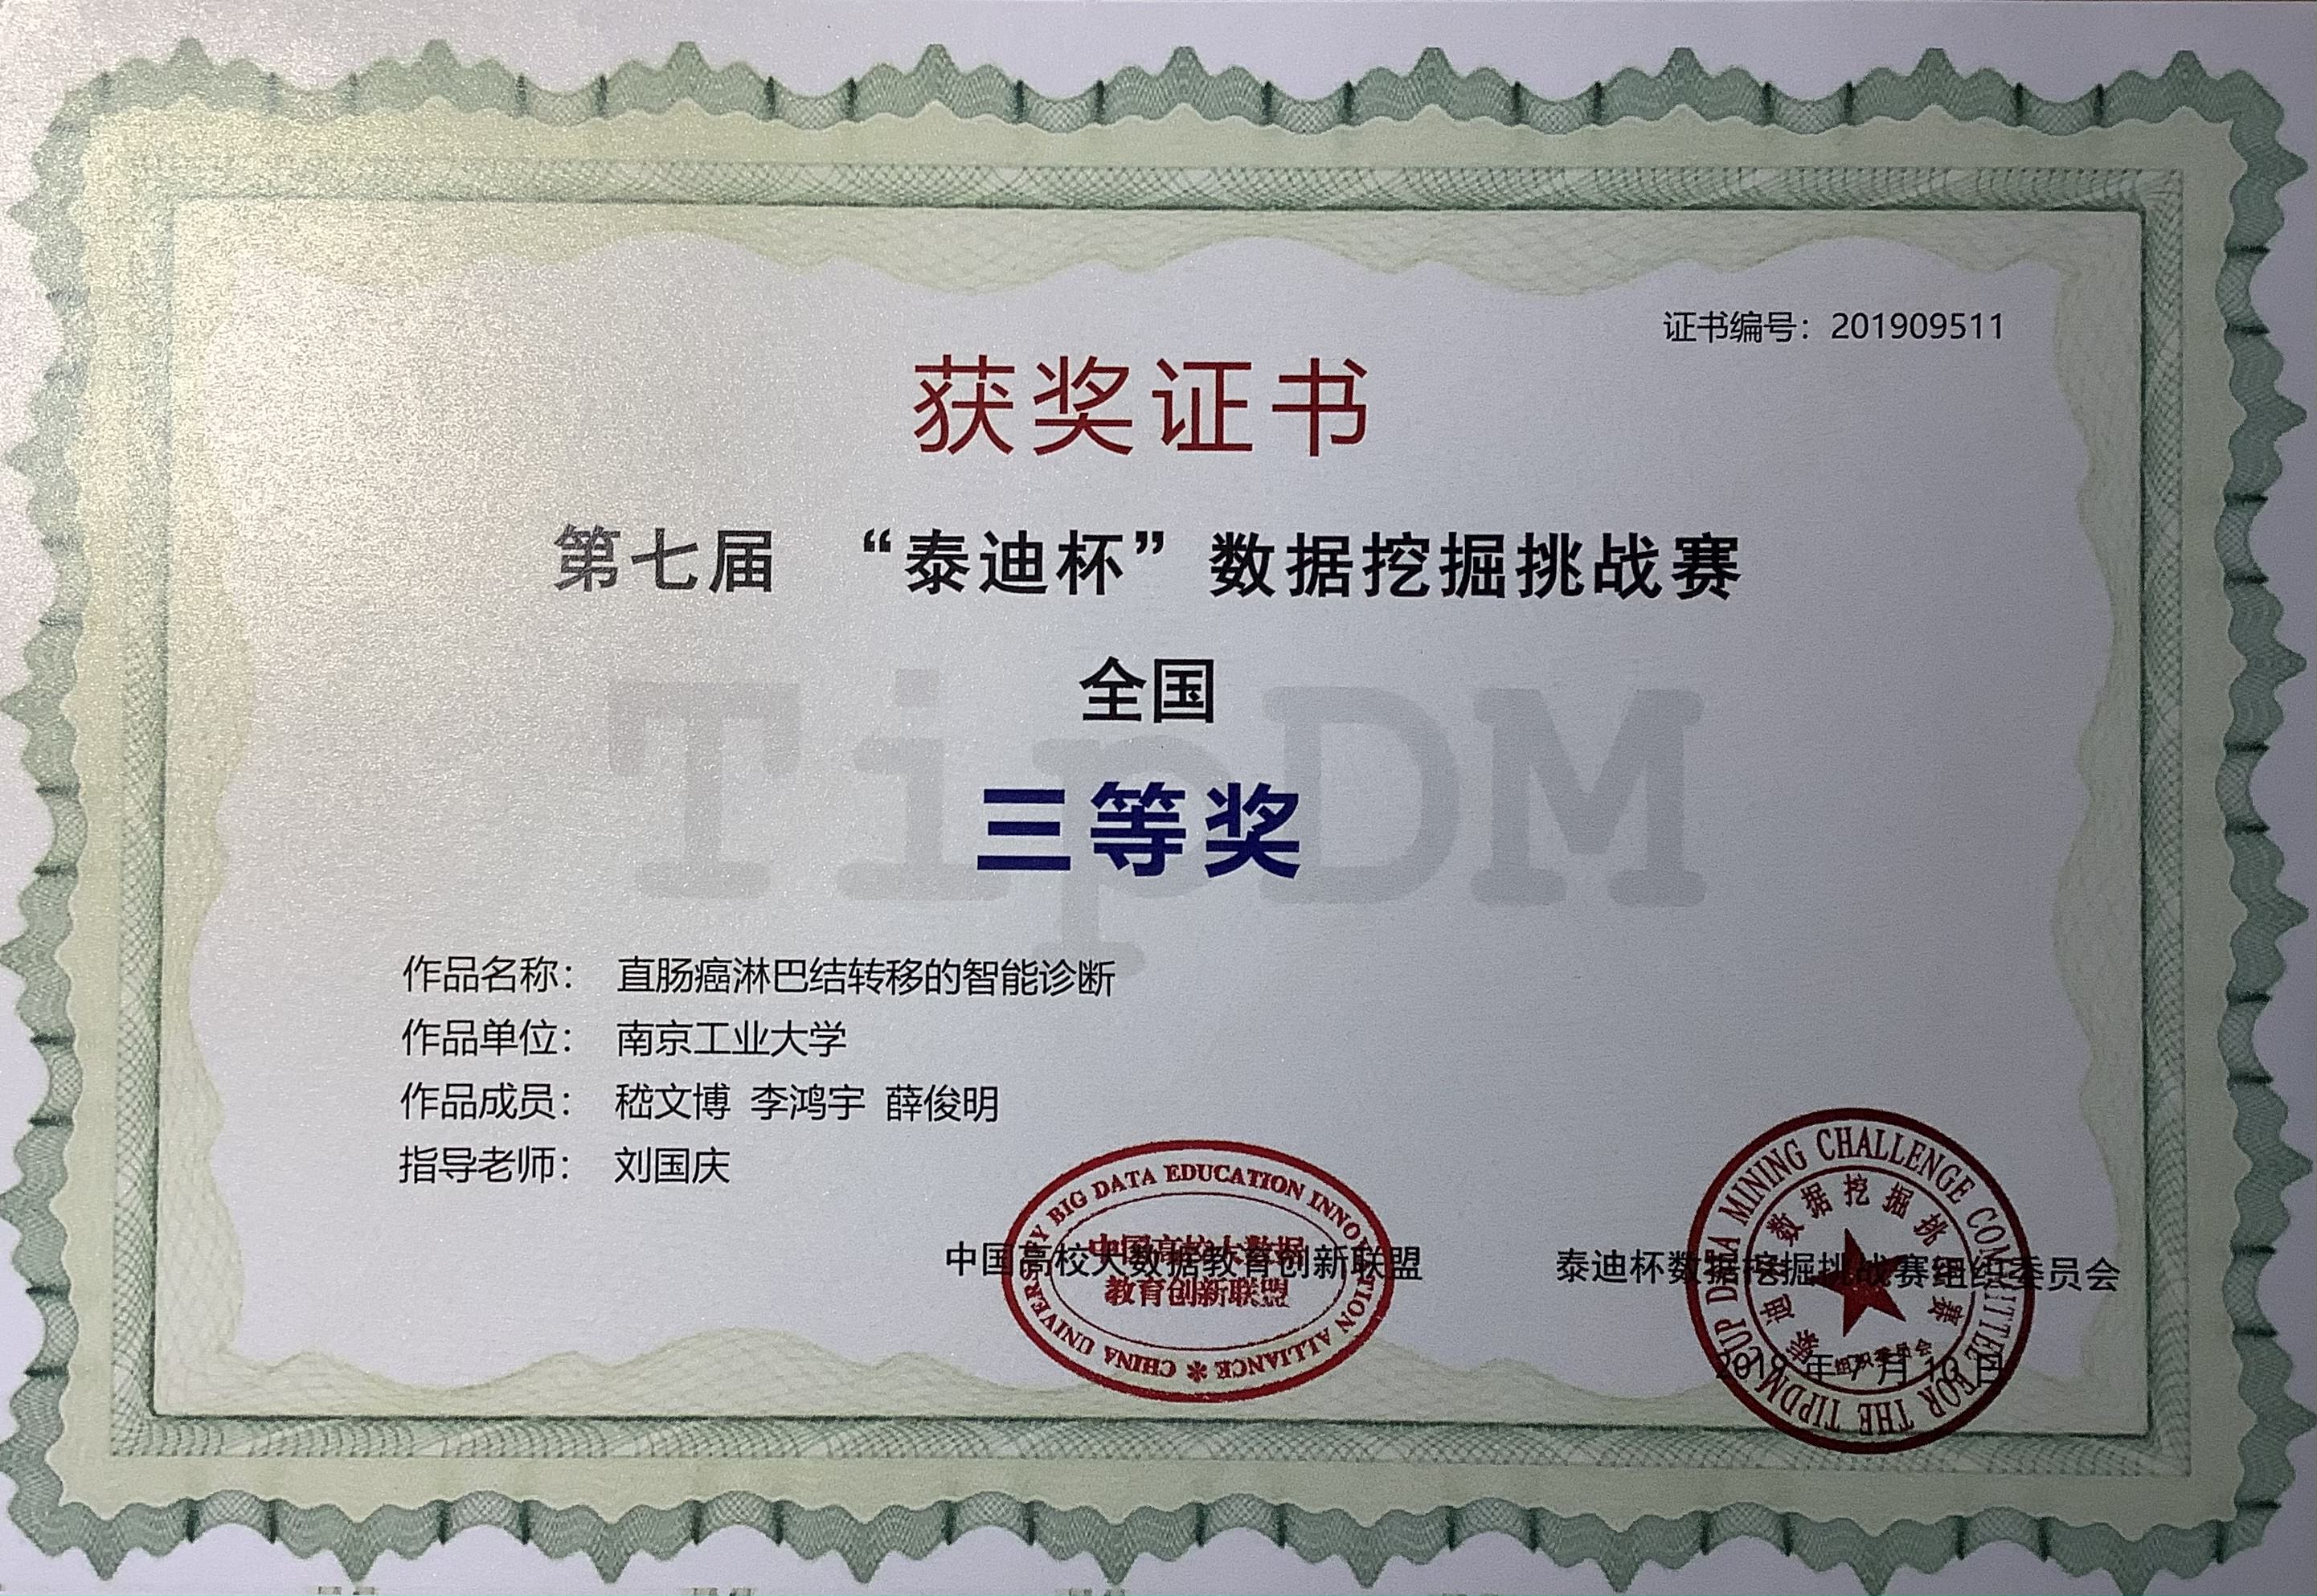 证书编号：201909511
获奖证书
第七届 “泰迪杯”数据挖掘挑战赛
全国
TipDM
三等奖
作品名称： 直肠癌淋巴结转移的智能诊断
作品单位： 南京工业大学
作品成员： 嵇文博 李鸿宇 薛俊明
指导老师： 刘国庆
中国高校大数据教育创新联盟
泰迪杯数据挖掘挑战赛组织委员会
CHINA UNIVERSITY BIG DATA EDUCATION INNOVATION ALLIANCE
中国高校大数据
教育创新联盟
COMMITTEE FOR THE TIPDM CUP DATA MINING CHALLENGE
泰迪杯数据挖掘挑战赛
组织委员会
2019 年 7 月 日